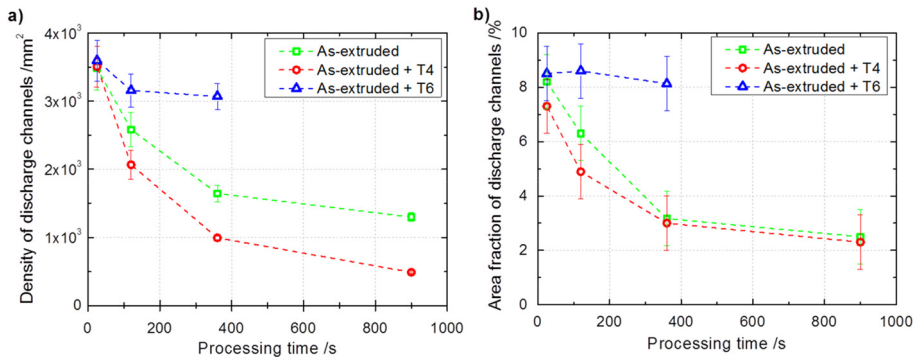 a)
Density of discharge channels /mm²
4x10³
3x10³
2x10³
1x10³
0
0 200 400 600 800 1000
Processing time /s
As-extruded
As-extruded + T4
As-extruded + T6
b)
Area fraction of discharge channels /%
10
8
6
4
2
0
0 200 400 600 800 1000
Processing time /s
As-extruded
As-extruded + T4
As-extruded + T6